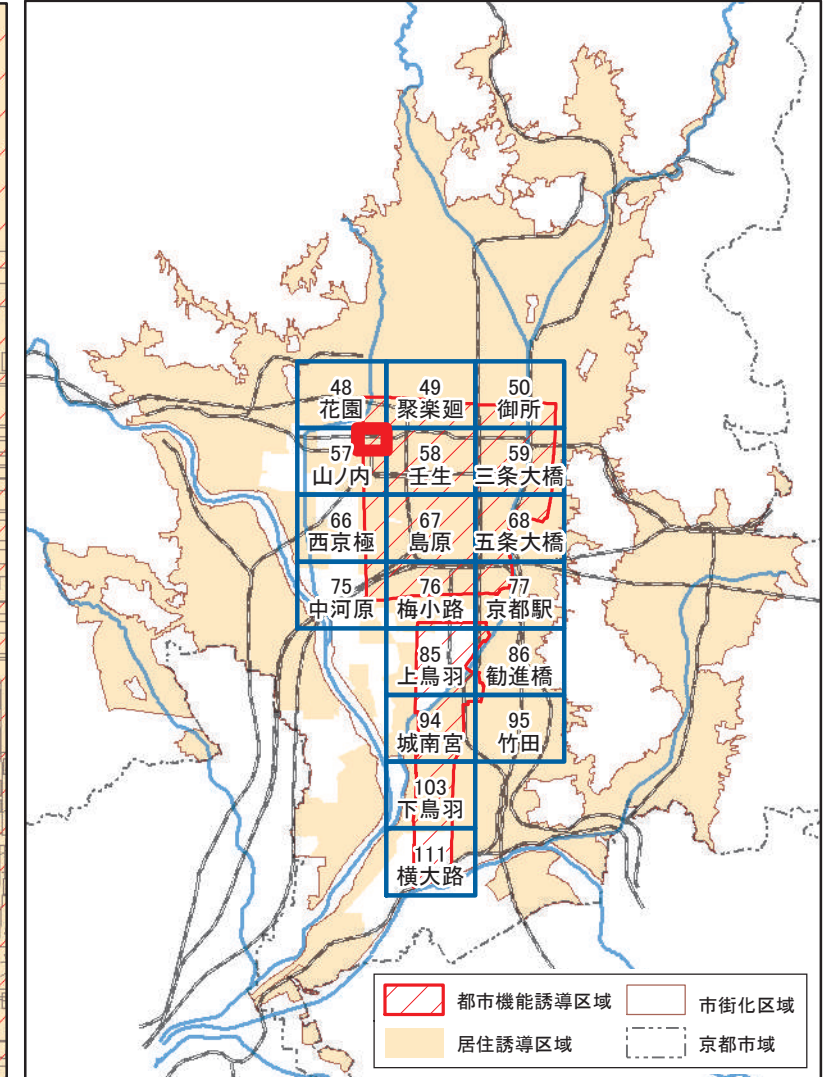 48
花園
49
聚楽廻
50
御所
57
山ノ内
58
壬生
59
三条大橋
66
西京極
67
島原
68
五条大橋
75
中河原
76
梅小路
77
京都駅
85
上鳥羽
86
勧進橋
94
城南宮
95
竹田
103
下鳥羽
111
横大路
都市機能誘導区域
市街化区域
居住誘導区域
京都市域